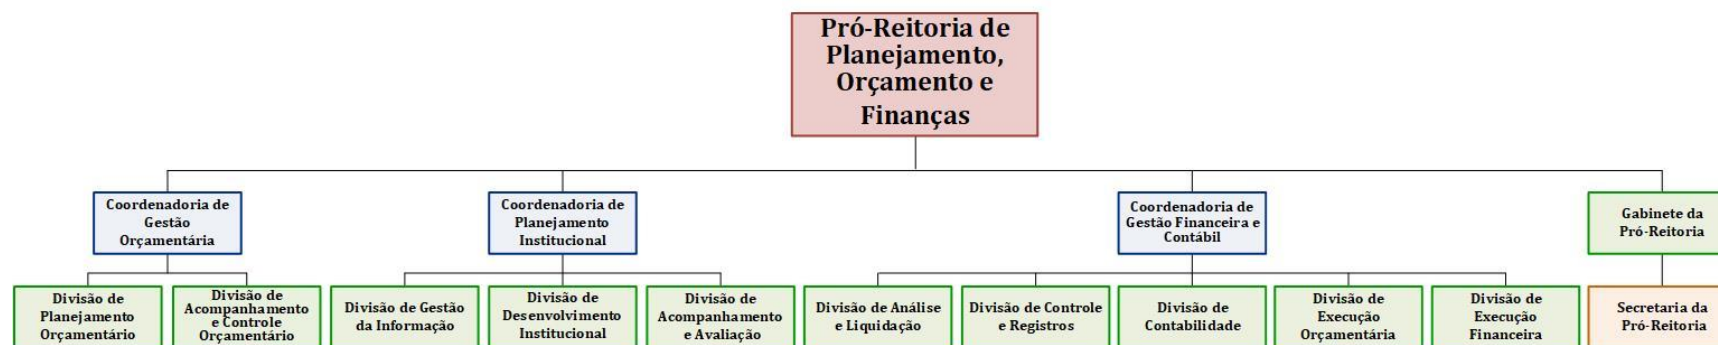 Pró-Reitoria de
Planejamento,
Orçamento e
Finanças
Coordenadoria de
Gestão
Orçamentária
Coordenadoria de
Planejamento
Institucional
Coordenadoria de
Gestão Financeira e
Contábil
Gabinete da
Pró-Reitoria
Divisão de
Planejamento
Orçamentário
Divisão de
Acompanhamento
e Controle
Orçamentário
Divisão de Gestão
da Informação
Divisão de
Desenvolvimento
Institucional
Divisão de
Acompanhamento
e Avaliação
Divisão de Análise
e Liquidação
Divisão de Controle
e Registros
Divisão de
Contabilidade
Divisão de
Execução
Orçamentária
Divisão de
Execução
Financeira
Secretaria da
Pró-Reitoria